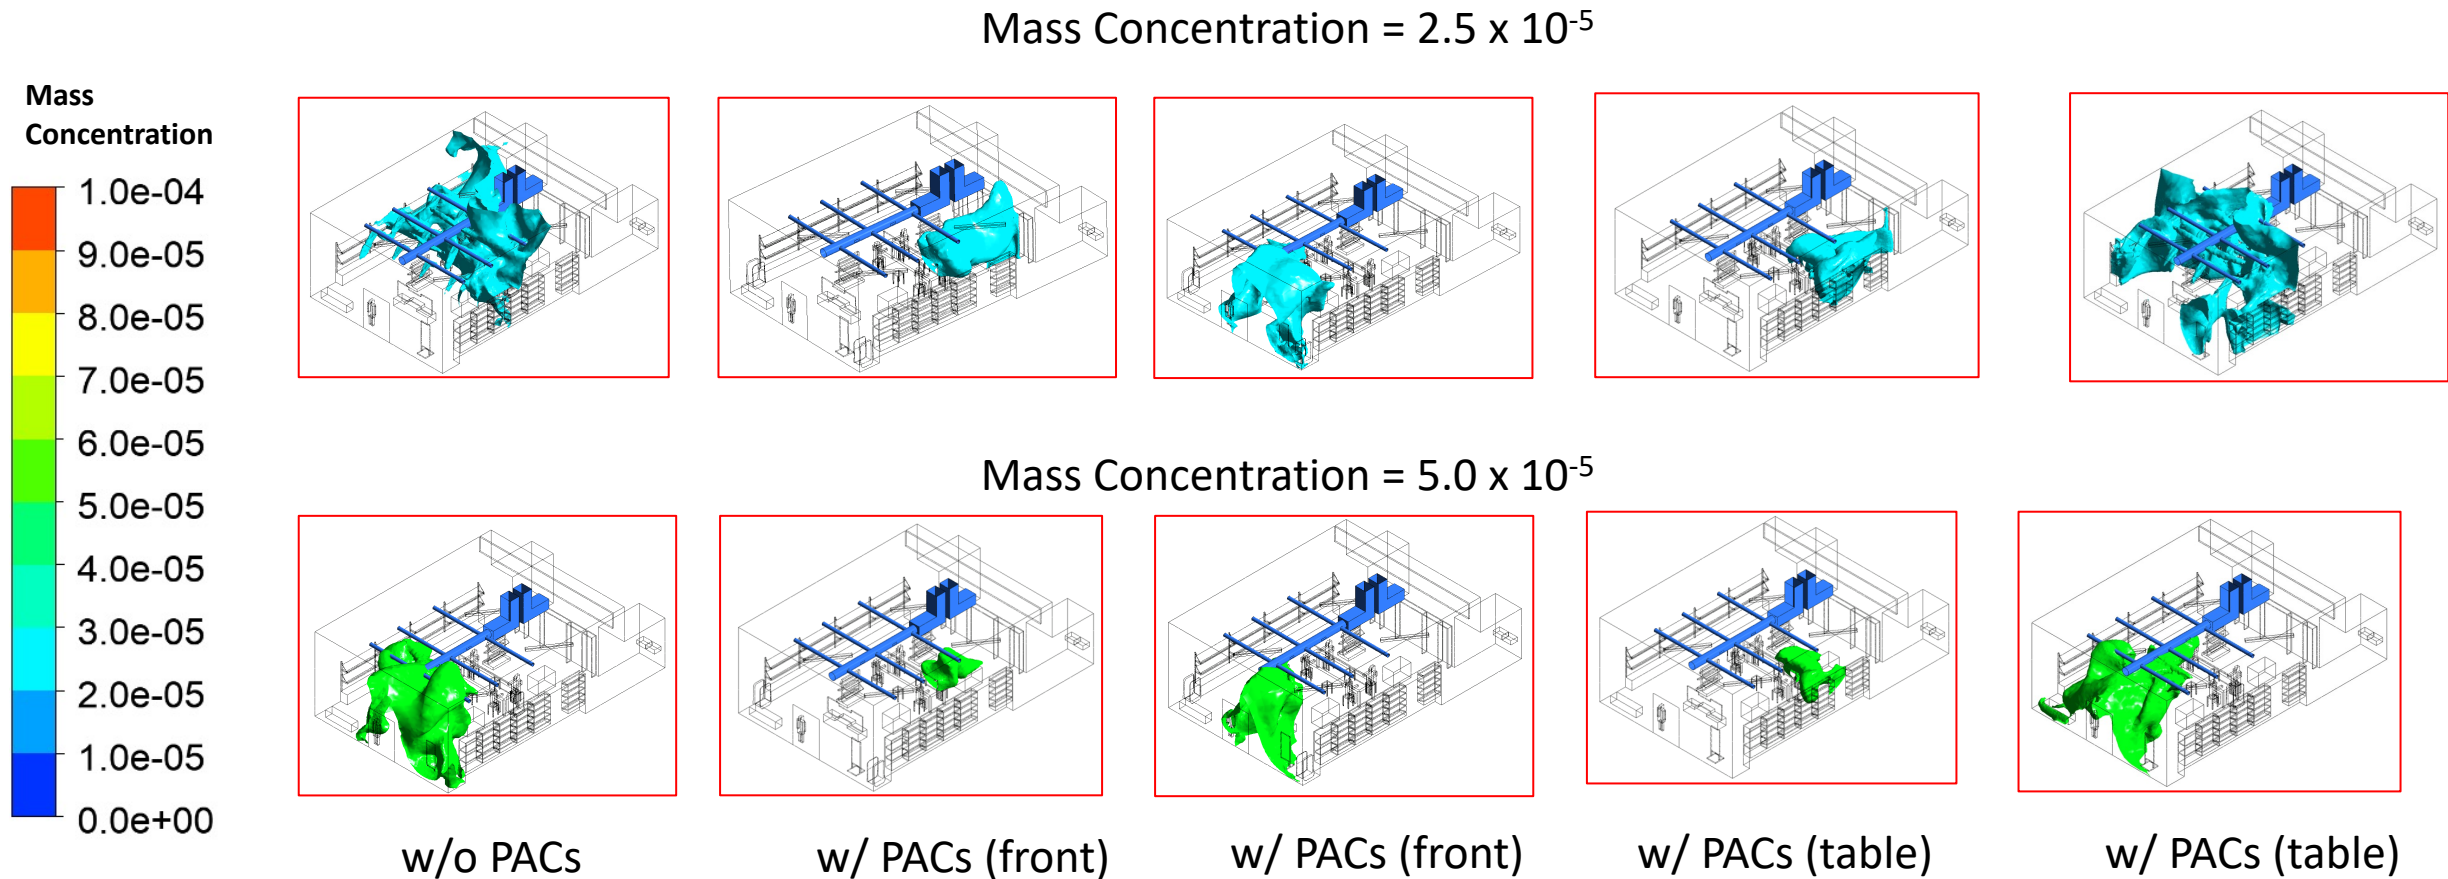 Mass Concentration = 2.5 x 10⁻⁵
Mass
Concentration
1.0e-04
9.0e-05
8.0e-05
7.0e-05
6.0e-05
5.0e-05
4.0e-05
3.0e-05
2.0e-05
1.0e-05
0.0e+00
Mass Concentration = 5.0 x 10⁻⁵
w/o PACs
w/ PACs (front)
w/ PACs (front)
w/ PACs (table)
w/ PACs (table)